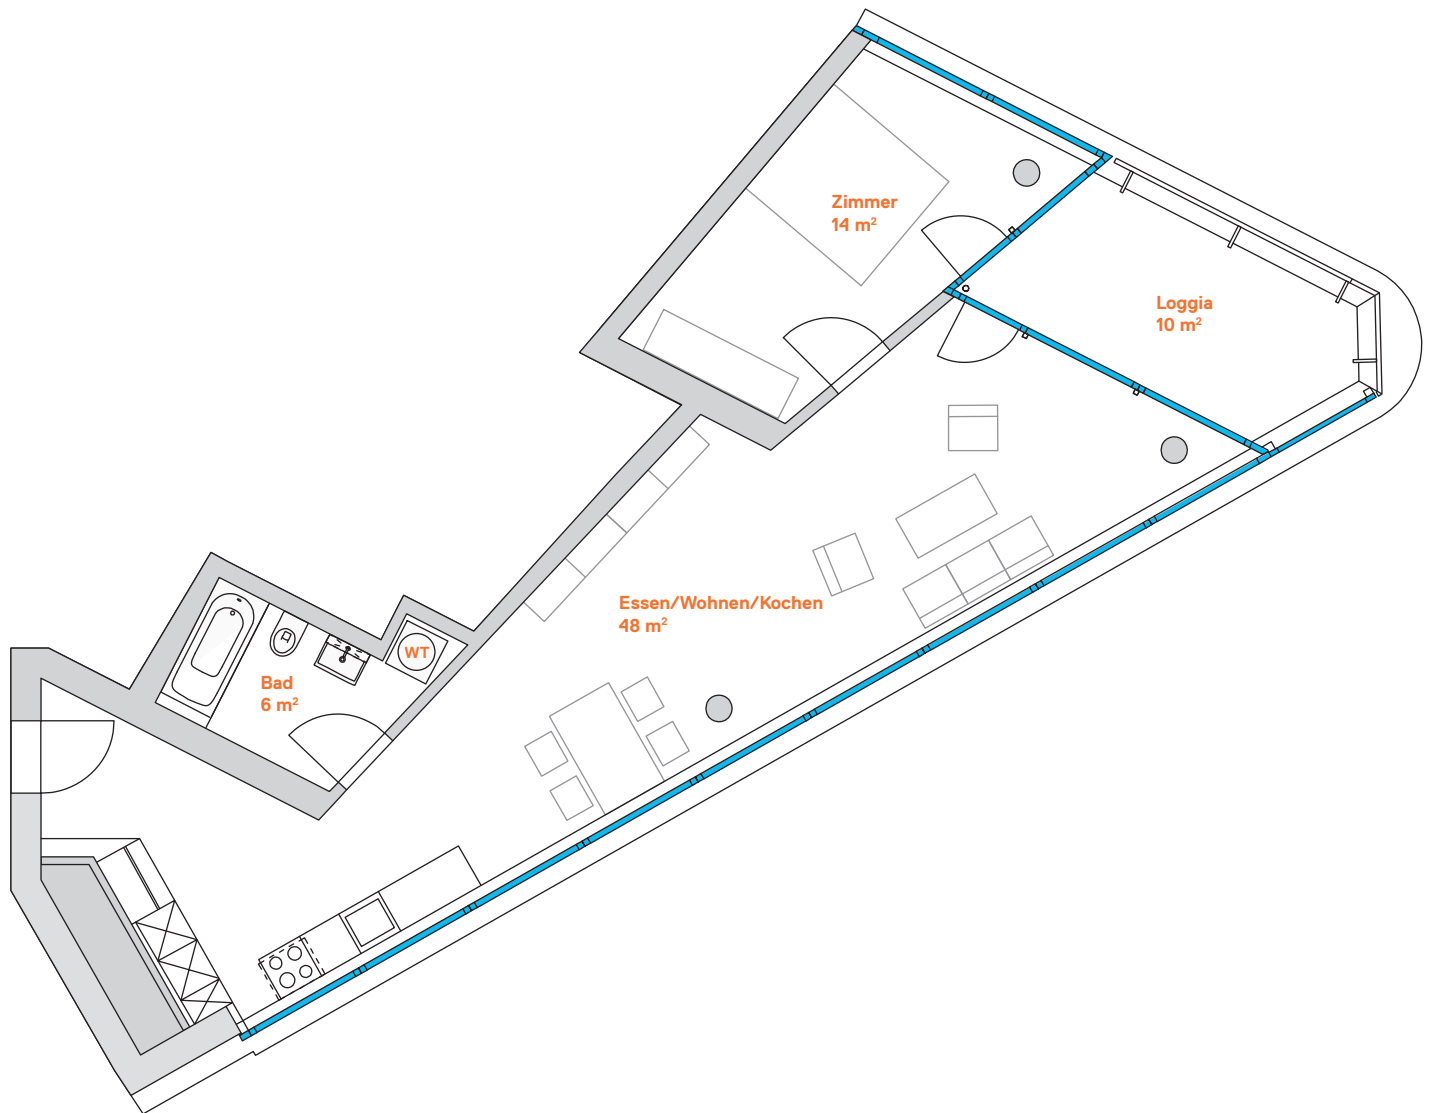 Zimmer
14 m²
Loggia
10 m²
Essen/Wohnen/Kochen
48 m²
WT
Bad
6 m²